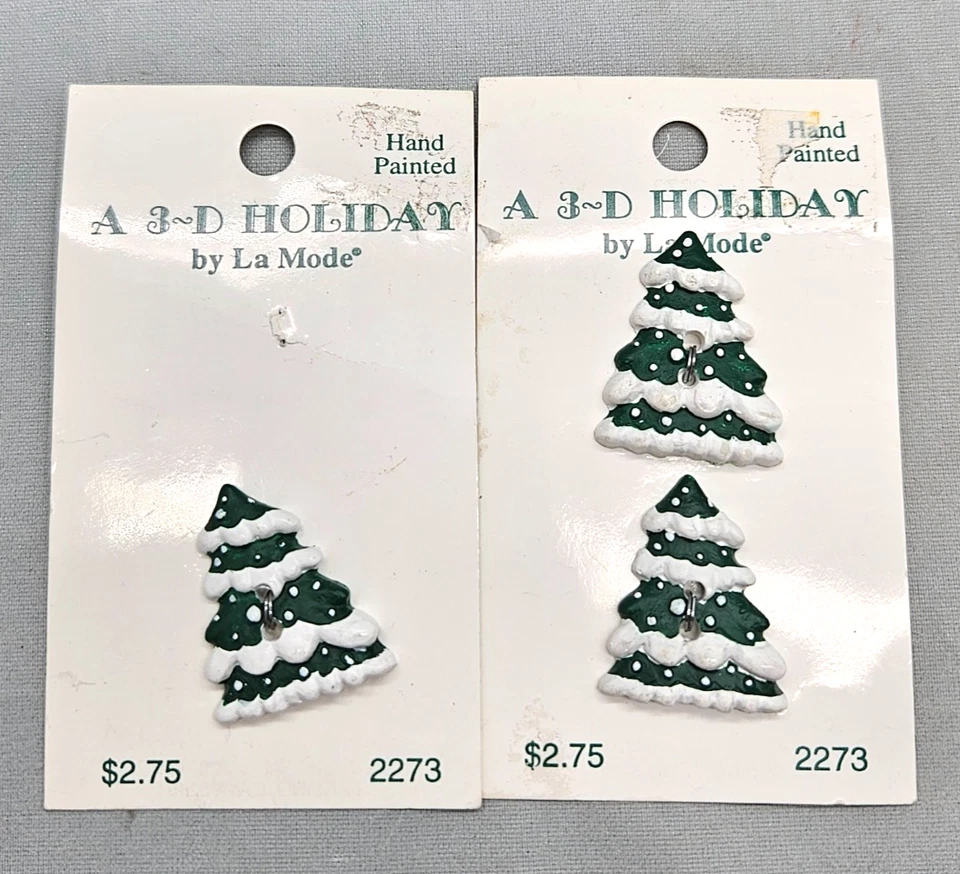 Hand
Painted
A 3~D HOLIDAY
by La Mode®
$2.75 2273
Hand
Painted
A 3~D HOLIDAY
by La Mode®
$2.75 2273